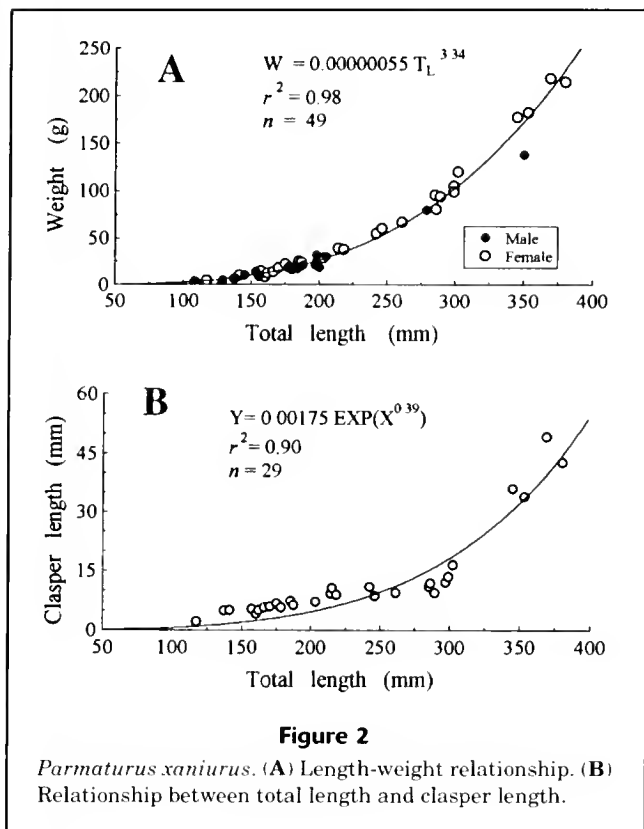 A
W = 0.00000055 T_L^3 34
r^2 = 0.98
n = 49
Weight (g)
250
200
150
100
50
0
Male
Female
50 100 150 200 250 300 350 400
Total length (mm)
B
Y= 0 00175 EXP(X^0 39)
r^2= 0.90
n = 29
Clasper length (mm)
60
45
30
15
0
50 100 150 200 250 300 350 400
Total length (mm)
Figure 2
Parmaturus xaniurus. (A) Length-weight relationship. (B)
Relationship between total length and clasper length.